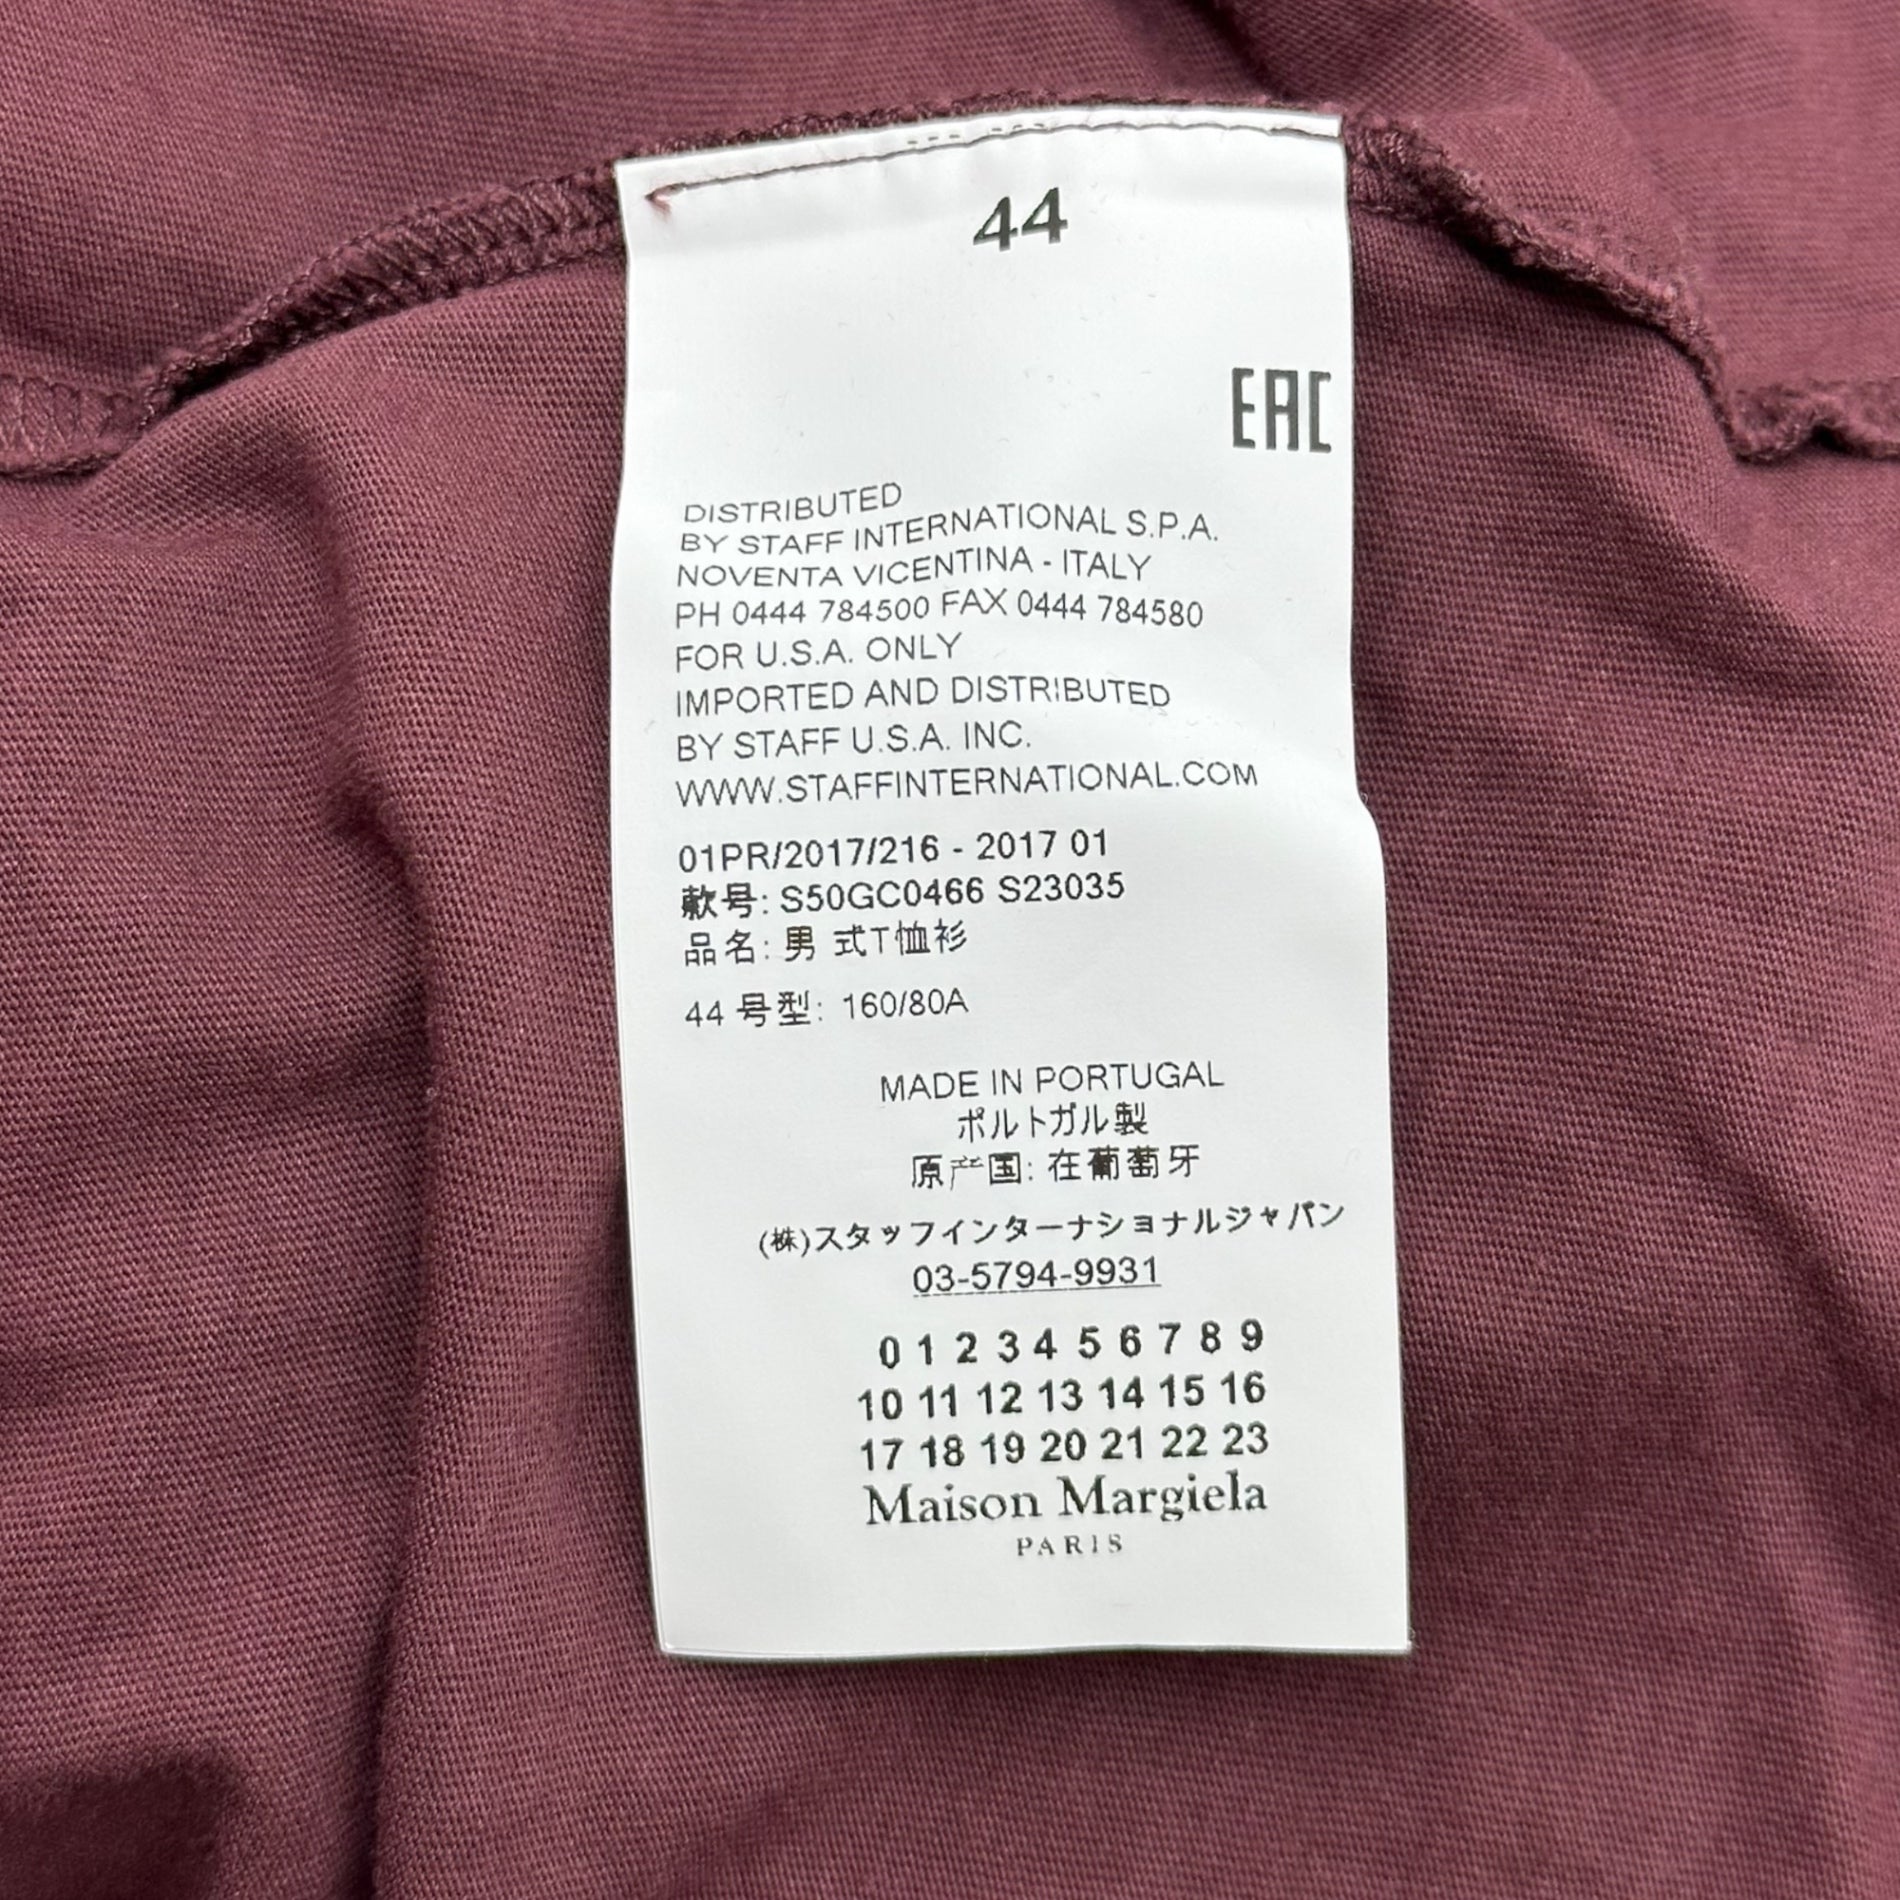 44
EAC
DISTRIBUTED
BY STAFF INTERNATIONAL S.P.A.
NOVENTA VICENTINA - ITALY
PH 0444 784500 FAX 0444 784580
FOR U.S.A. ONLY
IMPORTED AND DISTRIBUTED
BY STAFF U.S.A. INC.
WWW.STAFFINTERNATIONAL.COM
01PR/2017/216 - 2017 01
款号: S50GC0466 S23035
品名: 男 式T恤衫
44 号型: 160/80A
MADE IN PORTUGAL
ポルトガル製
原产国: 在葡萄牙
(株)スタッフインターナショナルジャパン
03-5794-9931
0 1 2 3 4 5 6 7 8 9
10 11 12 13 14 15 16
17 18 19 20 21 22 23
Maison Margiela
PARIS